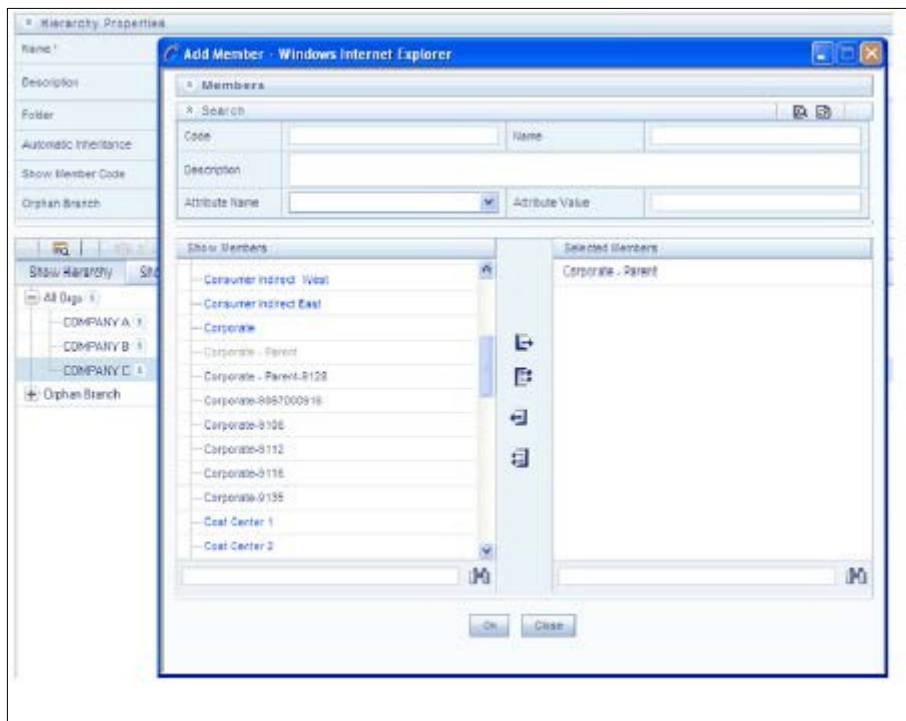 Hierarchy Properties
Name *
Description
Folder
Automatic Inheritance
Show Member Code
Orphan Branch
Show Hierarchy
All Orgs
COMPANY A
COMPANY B
COMPANY C
Orphan Branch
Add Member - Windows Internet Explorer
Members
Search
Code
Name
Description
Attribute Name
Attribute Value
Show Members
Consumer Indirect West
Consumer Indirect East
Corporate
Corporate - Parent
Corporate - Parent-9128
Corporate-9106
Corporate-9112
Corporate-9116
Corporate-9135
Cost Center 1
Cost Center 2
Selected Members
Corporate - Parent
Ok
Close